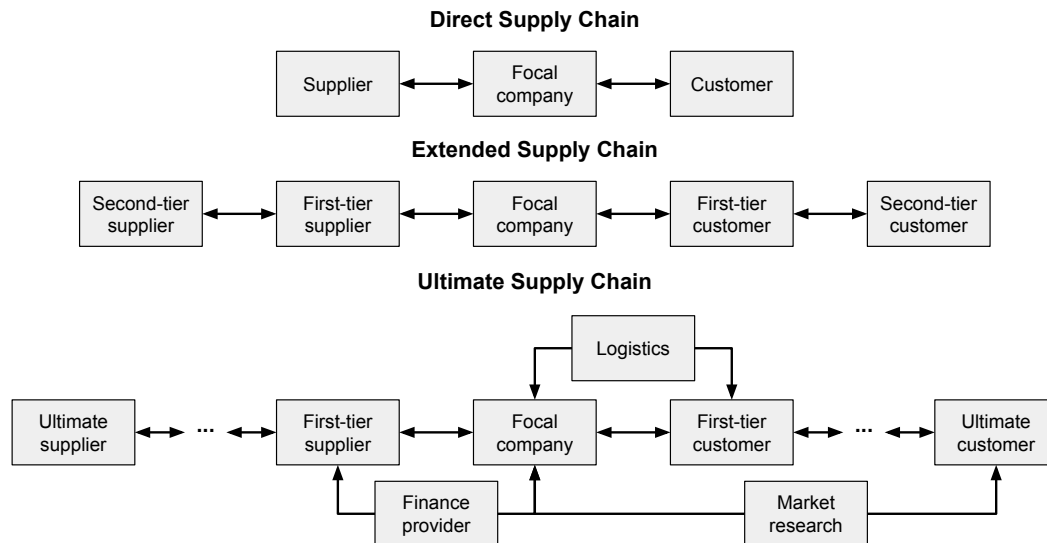 Direct Supply Chain
Supplier
Focal
company
Customer
Extended Supply Chain
Second-tier
supplier
First-tier
supplier
Focal
company
First-tier
customer
Second-tier
customer
Ultimate Supply Chain
Logistics
Ultimate
supplier
...
First-tier
supplier
Focal
company
First-tier
customer
...
Ultimate
customer
Finance
provider
Market
research